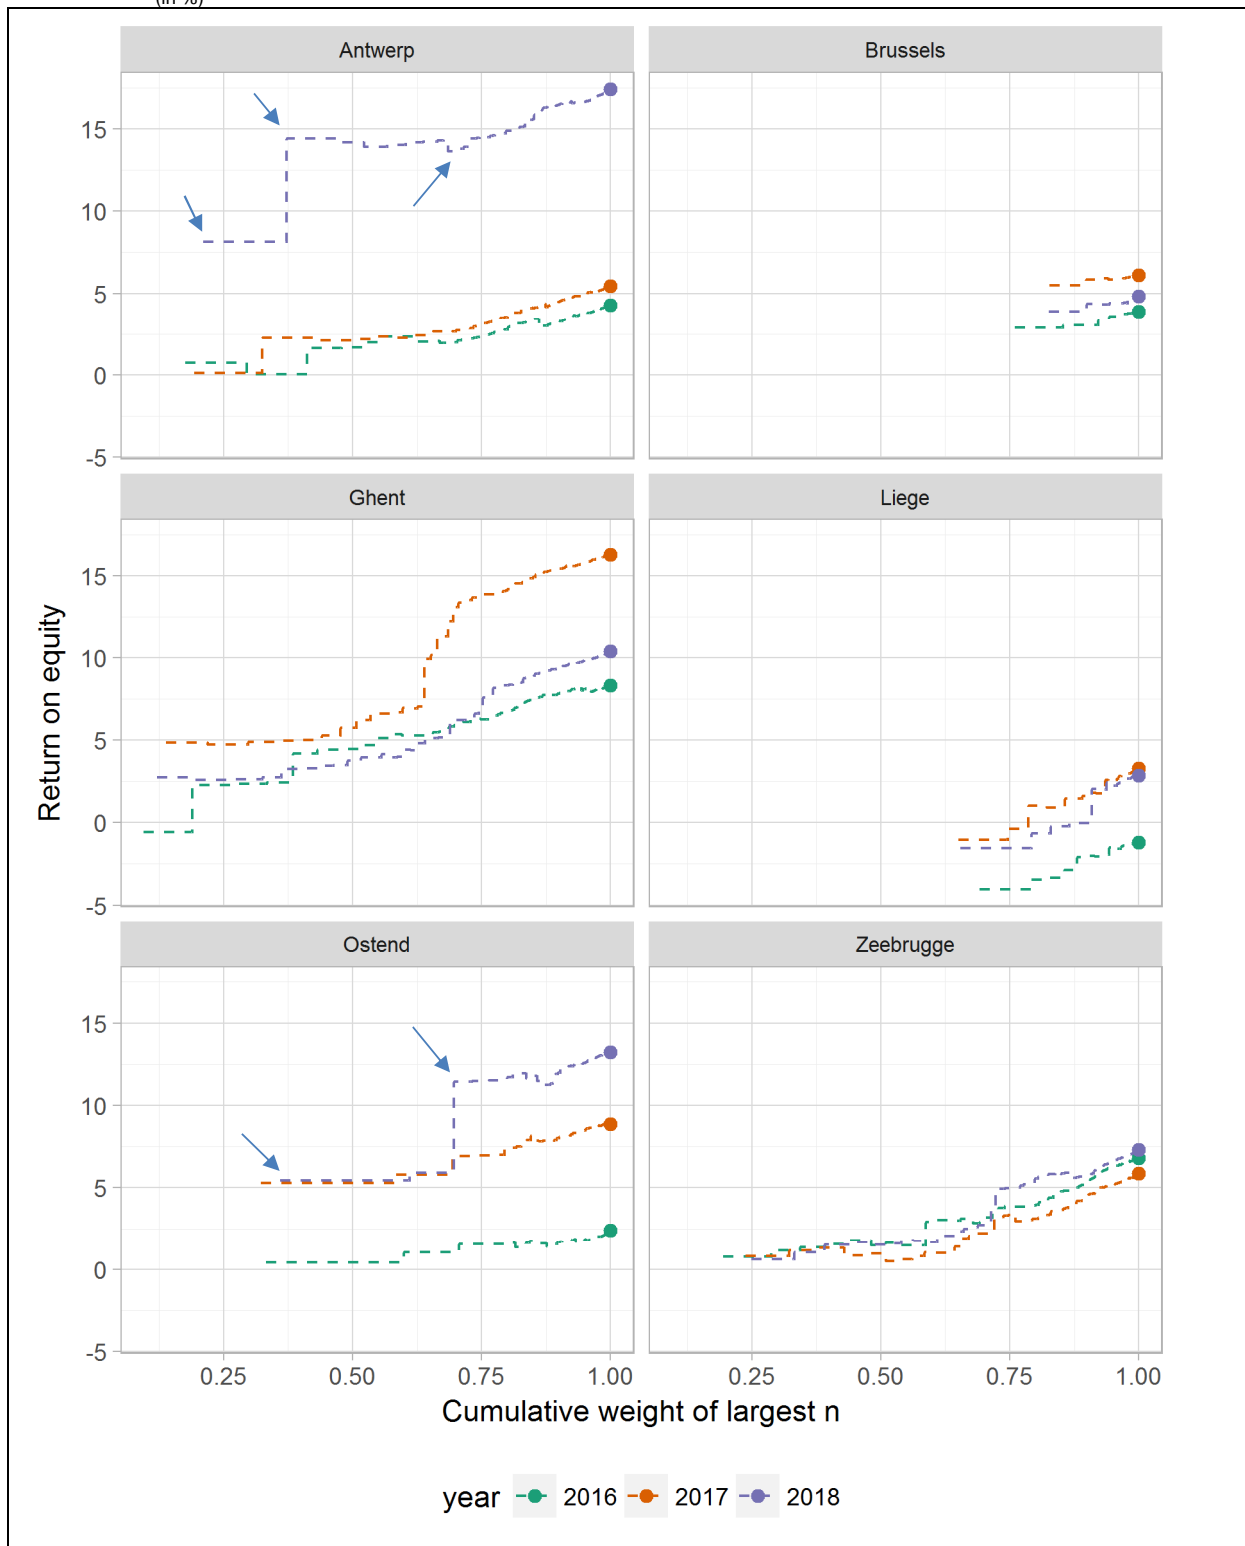 (in %)
Antwerp Brussels
15
10
5
0
-5
Ghent Liege
15
10
5
0
-5
Return on equity
Ostend Zeebrugge
15
10
5
0
-5
0.25 0.50 0.75 1.00 0.25 0.50 0.75 1.00
Cumulative weight of largest n
year 2016 2017 2018